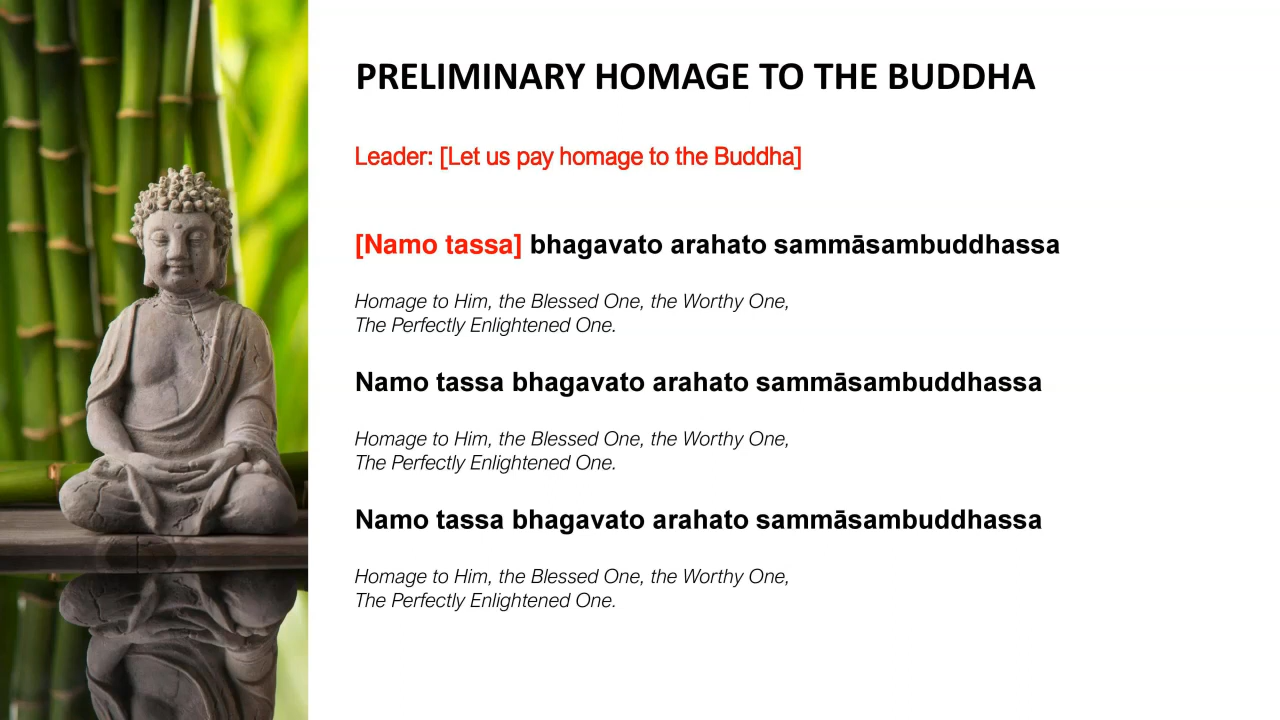 PRELIMINARY HOMAGE TO THE BUDDHA
Leader: [Let us pay homage to the Buddha]
[Namo tassa] bhagavato arahato sammāsambuddhassa
Homage to Him, the Blessed One, the Worthy One,
The Perfectly Enlightened One.
Namo tassa bhagavato arahato sammāsambuddhassa
Homage to Him, the Blessed One, the Worthy One,
The Perfectly Enlightened One.
Namo tassa bhagavato arahato sammāsambuddhassa
Homage to Him, the Blessed One, the Worthy One,
The Perfectly Enlightened One.